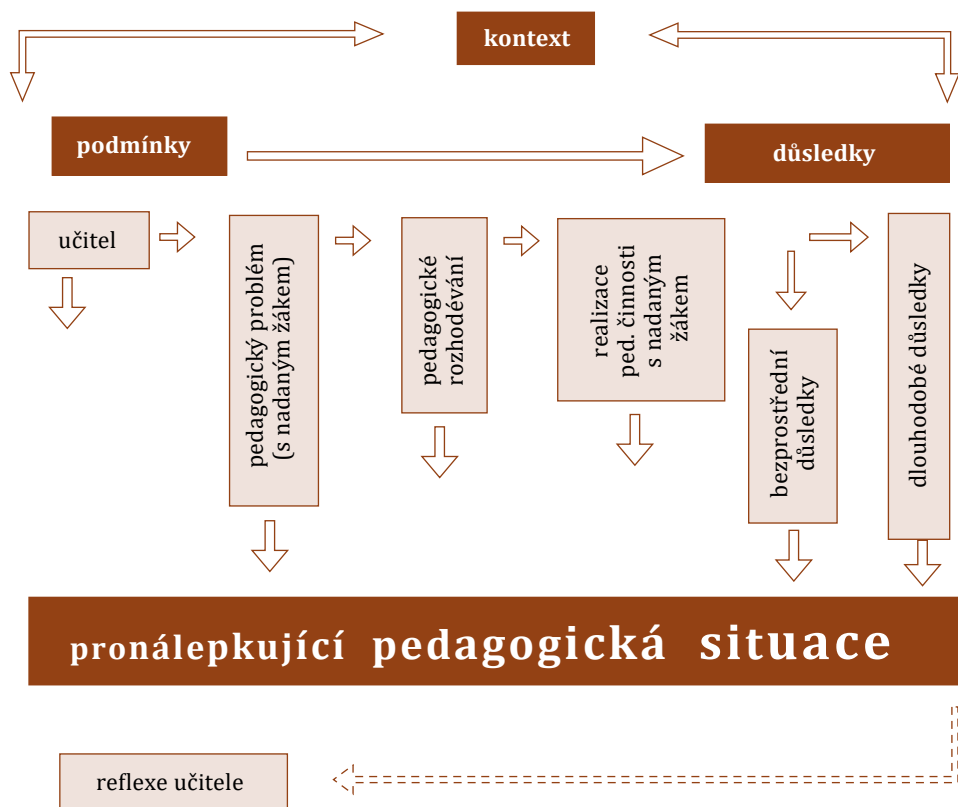 kontext
podmínky
důsledky
učitel
pedagogický problém
(s nadaným žákem)
pedagogické
rozhodévání
realizace
ped. činnosti
s nadaným
žákem
bezprostřední
důsledky
dlouhodobé důsledky
pronálepkující pedagogická situace
reflexe učitele